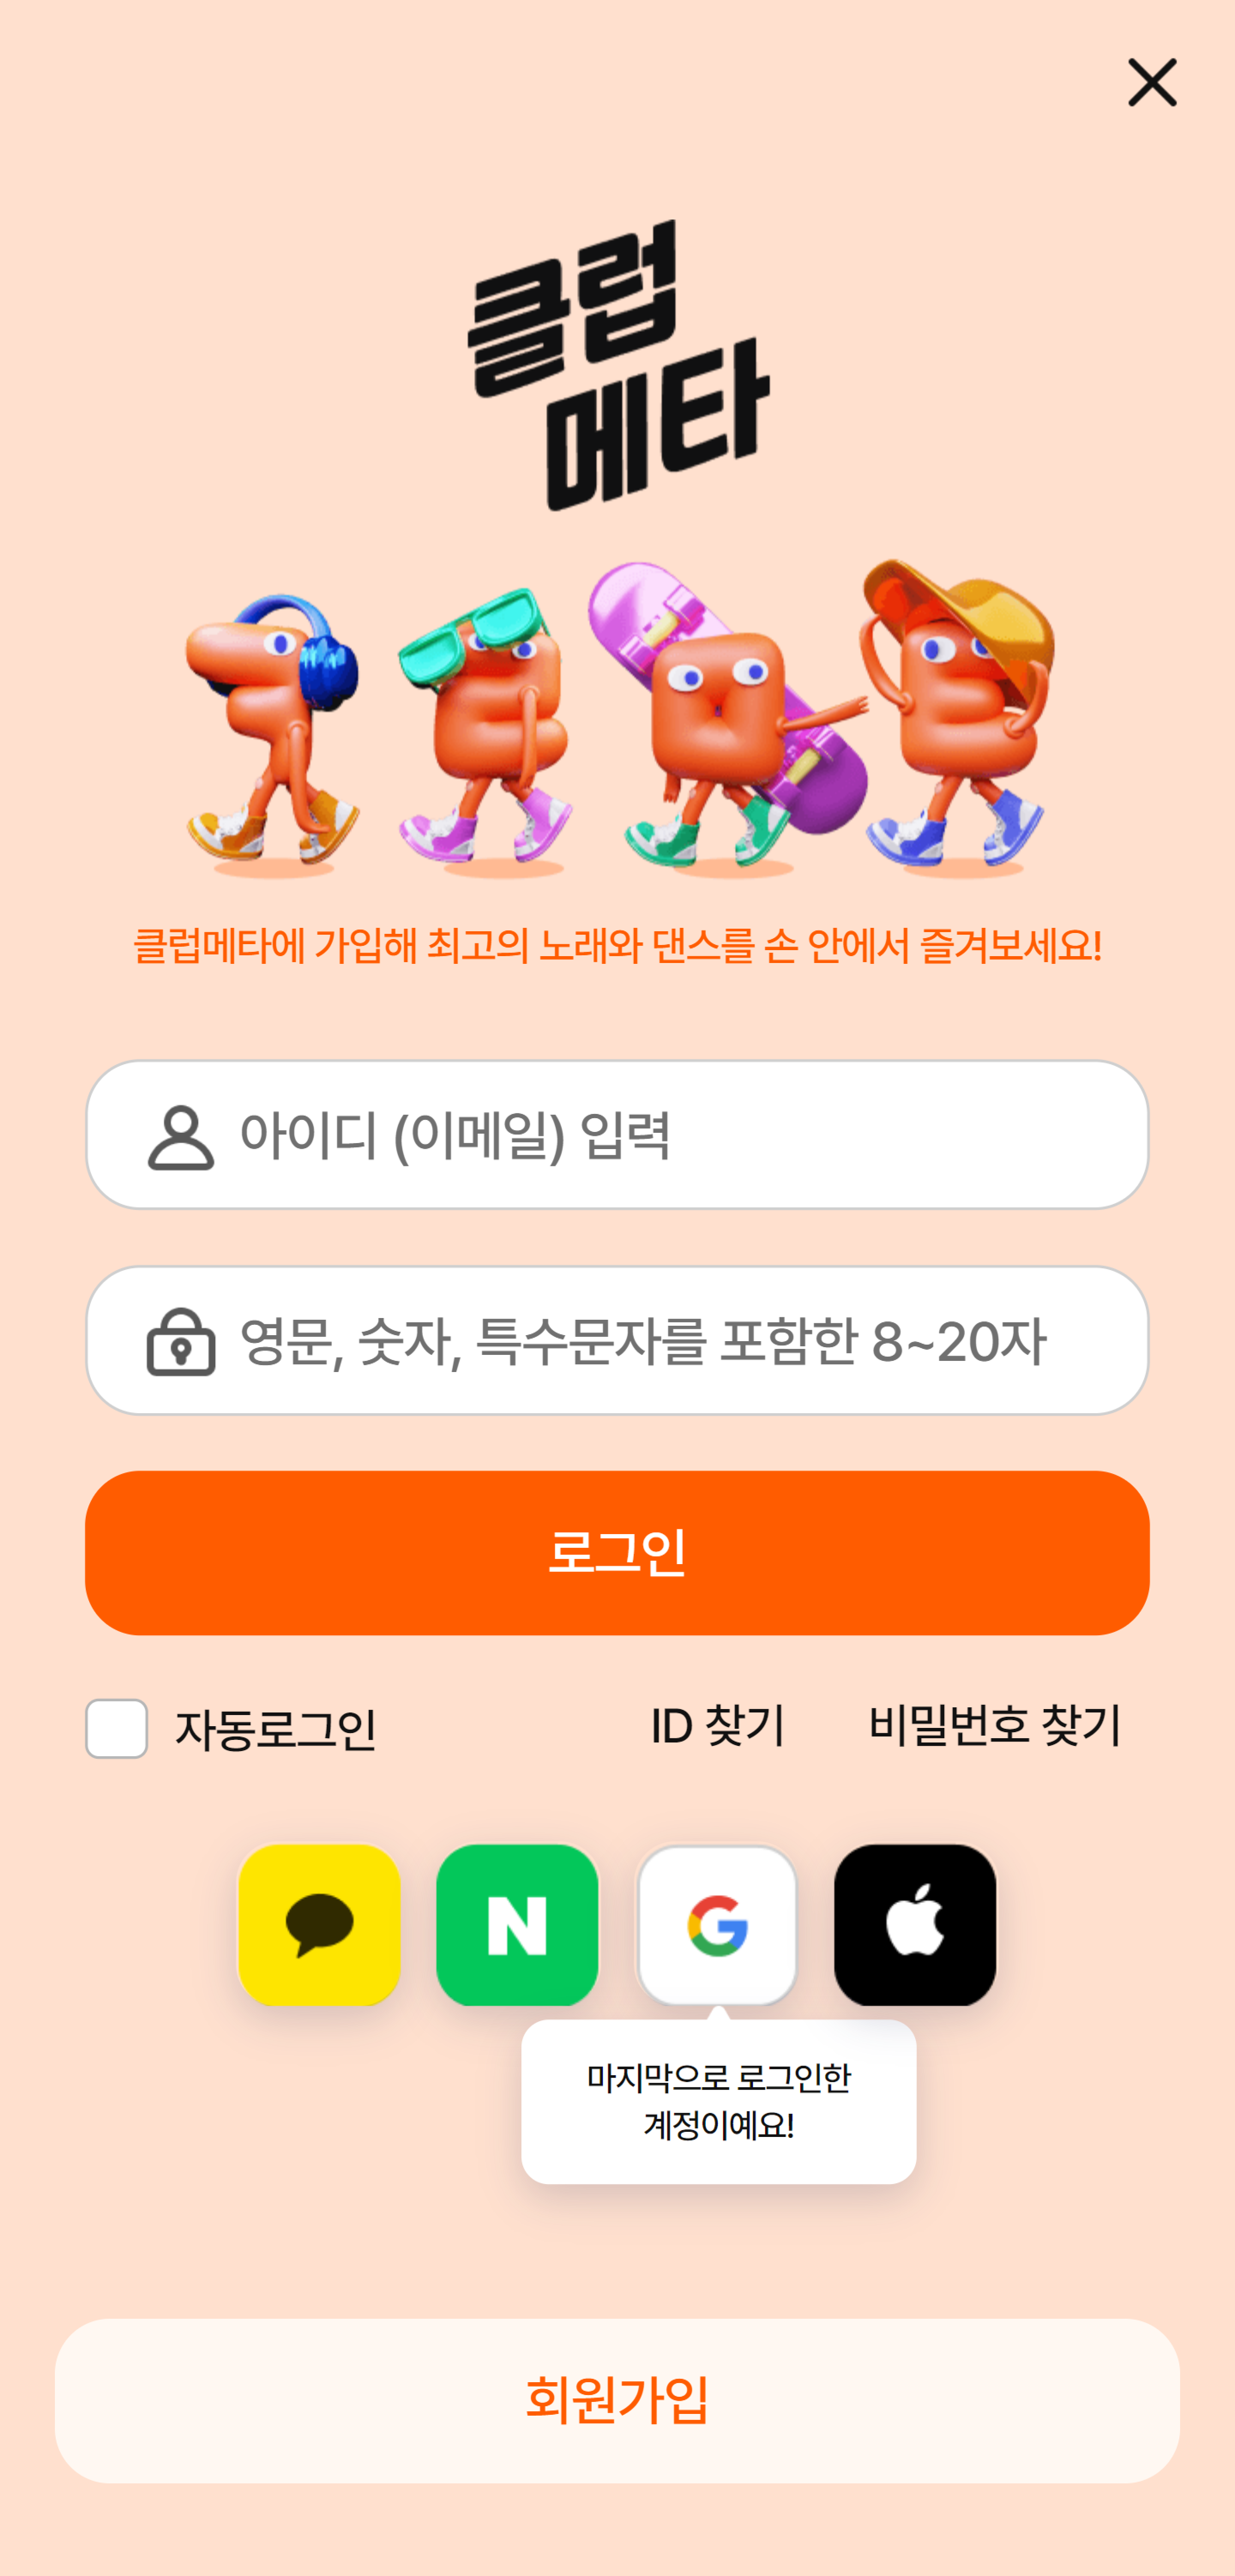 클럽
메타
클럽메타에 가입해 최고의 노래와 댄스를 손 안에서 즐겨보세요!
아이디 (이메일) 입력
영문, 숫자, 특수문자를 포함한 8~20자
로그인
자동로그인 ID 찾기 비밀번호 찾기
N G
마지막으로 로그인한
계정이예요!
회원가입